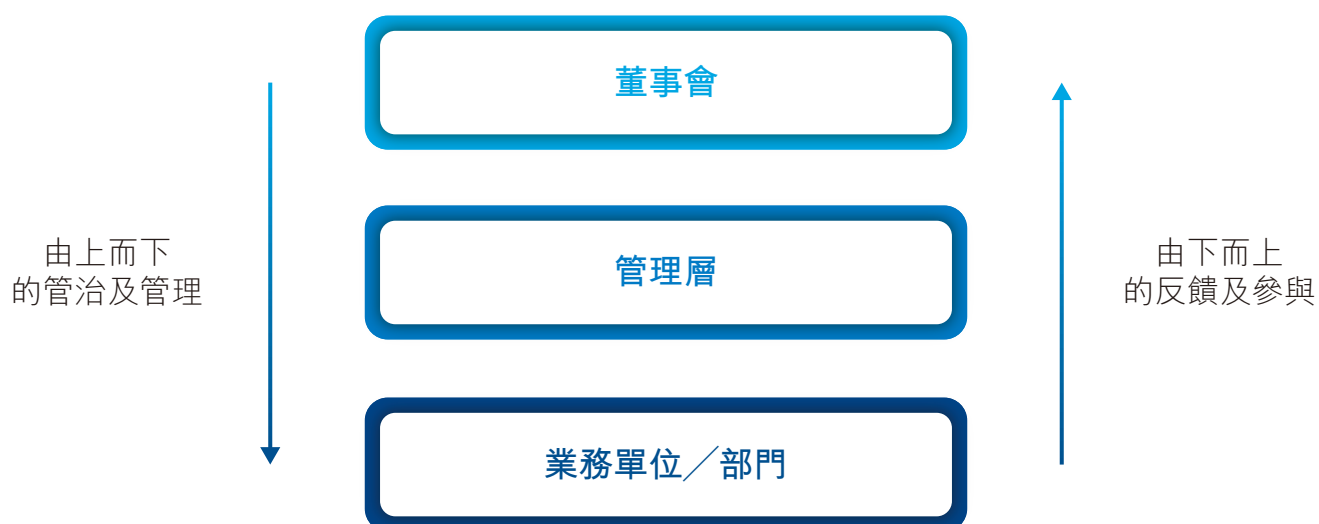 董事會
由上而下
的管治及管理
管理層
由下而上
的反饋及參與
業務單位／部門